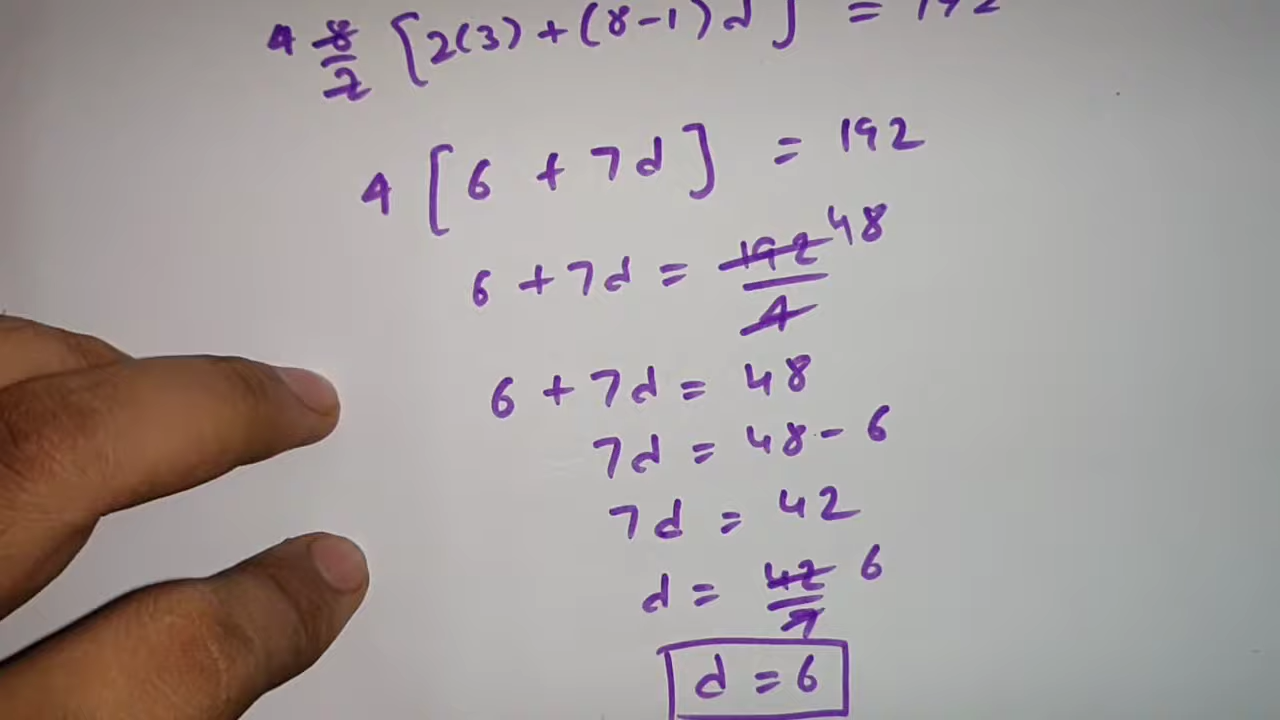 4 8/2 [2(3) + (8-1)d] = 192
4 [6 + 7d] = 192
6 + 7d = 192/4 48
6 + 7d = 48
7d = 48 - 6
7d = 42
d = 42/7 6
d = 6